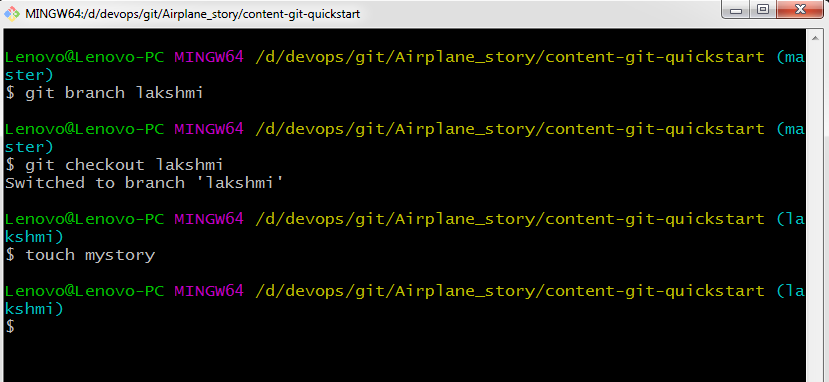 MINGW64:/d/devops/git/Airplane_story/content-git-quickstart
Lenovo@Lenovo-PC MINGW64 /d/devops/git/Airplane_story/content-git-quickstart (ma
ster)
$ git branch lakshmi
Lenovo@Lenovo-PC MINGW64 /d/devops/git/Airplane_story/content-git-quickstart (ma
ster)
$ git checkout lakshmi
Switched to branch 'lakshmi'
Lenovo@Lenovo-PC MINGW64 /d/devops/git/Airplane_story/content-git-quickstart (la
kshmi)
$ touch mystory
Lenovo@Lenovo-PC MINGW64 /d/devops/git/Airplane_story/content-git-quickstart (la
kshmi)
$